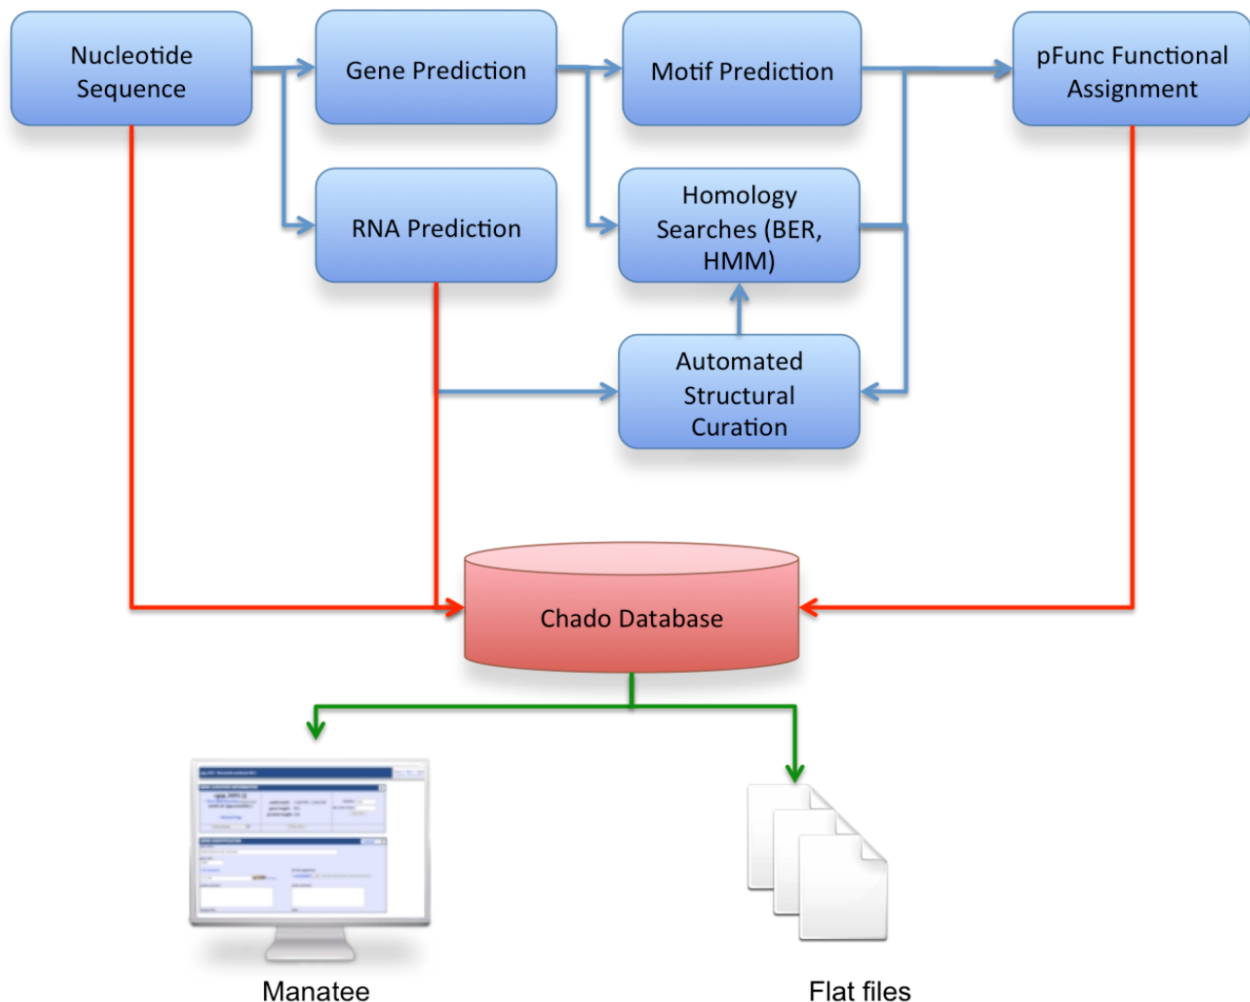 Nucleotide
Sequence
Gene Prediction
Motif Prediction
pFunc Functional
Assignment
RNA Prediction
Homology
Searches (BER,
HMM)
Automated
Structural
Curation
Chado Database
Manatee
Flat files